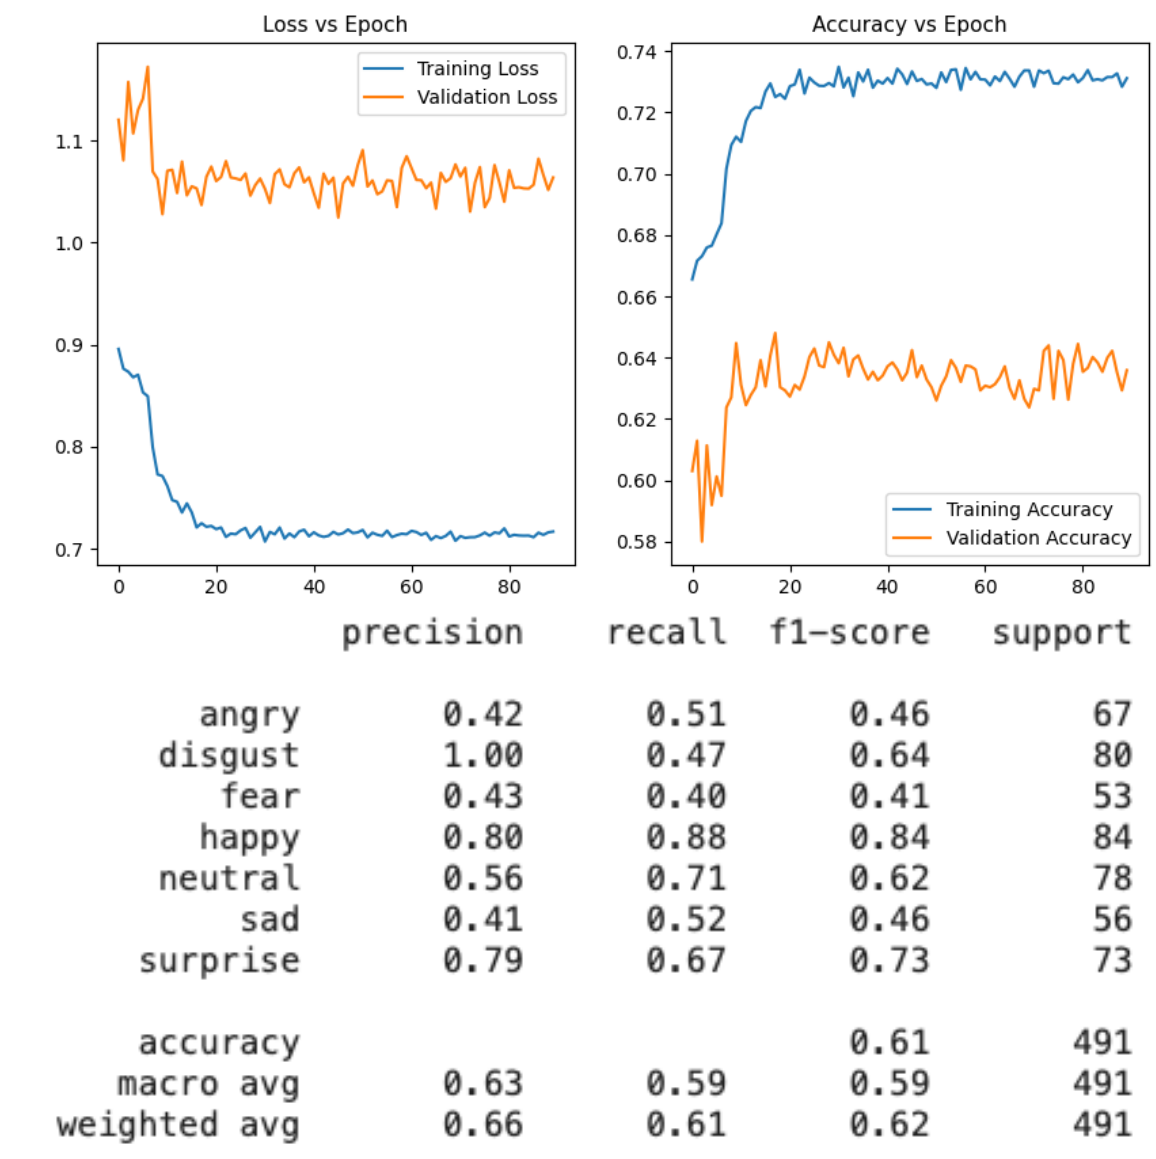 Loss vs Epoch
Training Loss
Validation Loss
1.1
1.0
0.9
0.8
0.7
0 20 40 60 80
Accuracy vs Epoch
0.74
0.72
0.70
0.68
0.66
0.64
0.62
0.60
0.58
Training Accuracy
Validation Accuracy
0 20 40 60 80
precision recall f1-score support
angry 0.42 0.51 0.46 67
disgust 1.00 0.47 0.64 80
fear 0.43 0.40 0.41 53
happy 0.80 0.88 0.84 84
neutral 0.56 0.71 0.62 78
sad 0.41 0.52 0.46 56
surprise 0.79 0.67 0.73 73
accuracy 0.61 491
macro avg 0.63 0.59 0.59 491
weighted avg 0.66 0.61 0.62 491